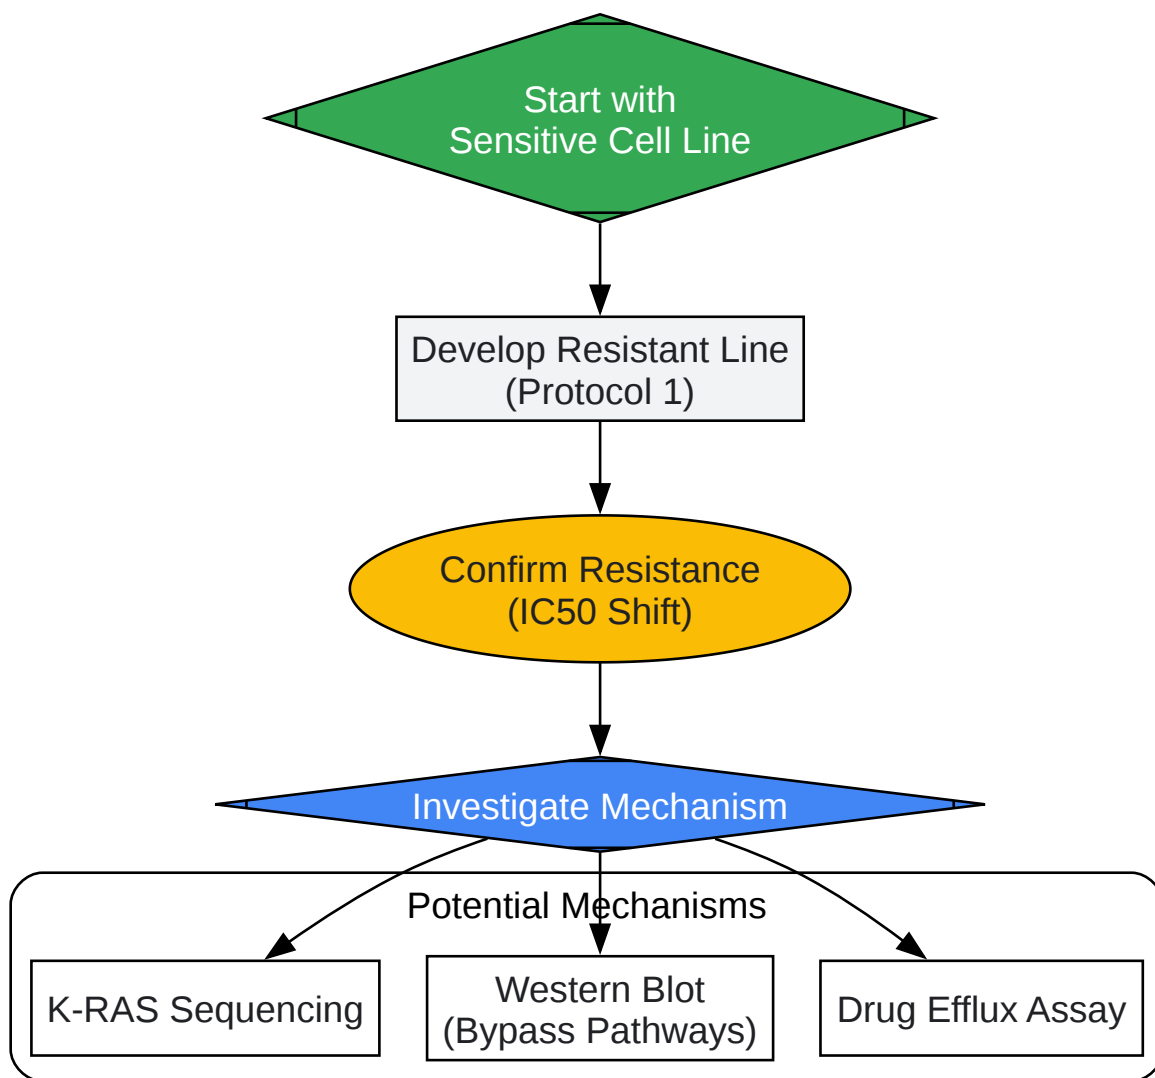 Start with
Sensitive Cell Line
Develop Resistant Line
(Protocol 1)
Confirm Resistance
(IC50 Shift)
Investigate Mechanism
Potential Mechanisms
K-RAS Sequencing
Western Blot
(Bypass Pathways)
Drug Efflux Assay